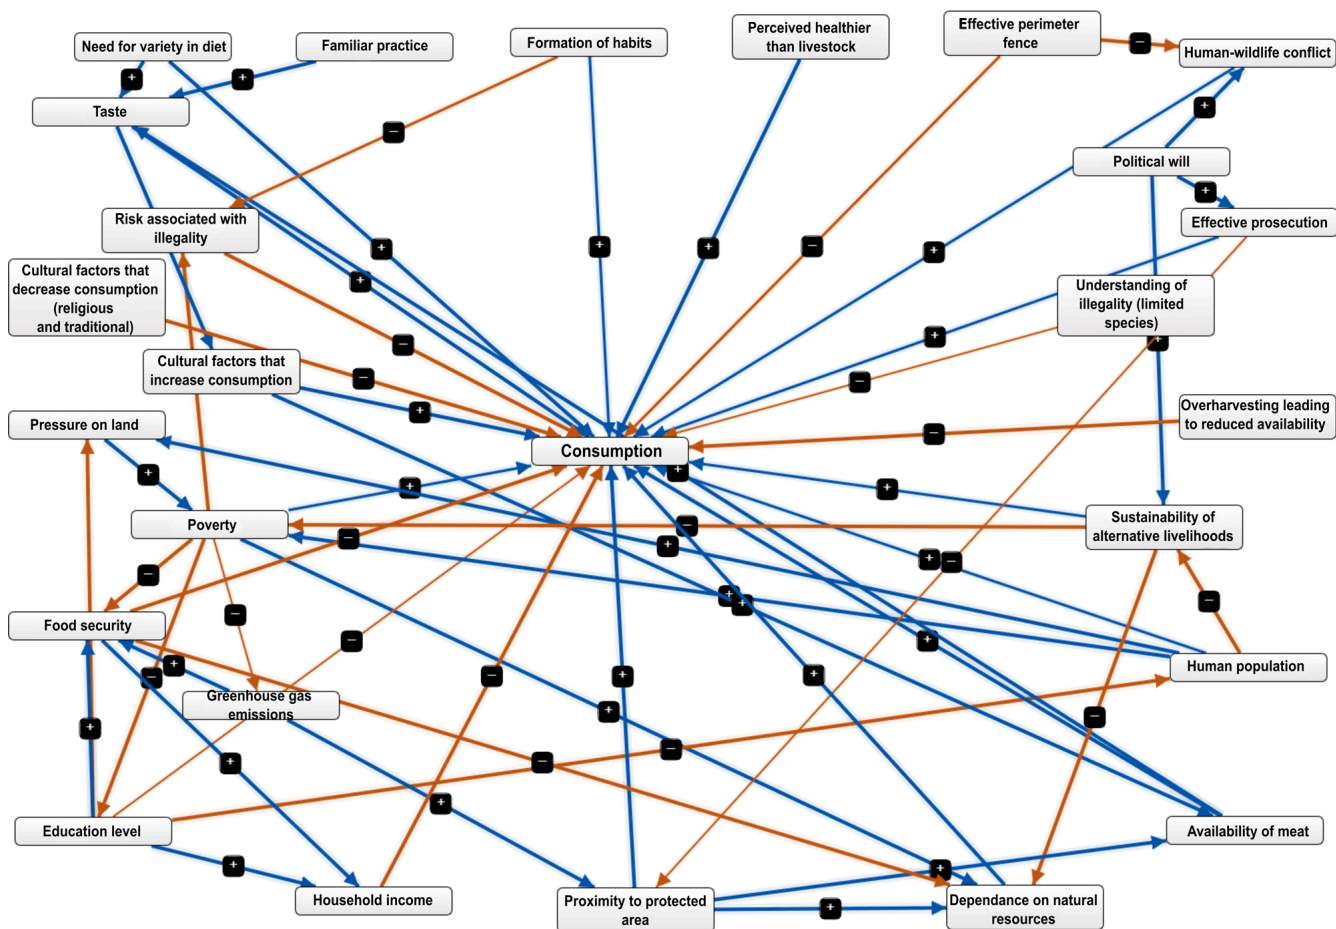 Need for variety in diet
Familiar practice
Formation of habits
Perceived healthier
than livestock
Effective perimeter
fence
Human-wildlife conflict
Taste
Political will
Risk associated with
illegality
Effective prosecution
Cultural factors that
decrease consumption
(religious
and traditional)
Understanding of
illegality (limited
species)
Cultural factors that
increase consumption
Pressure on land
Overharvesting leading
to reduced availability
Consumption
Poverty
Sustainability of
alternative livelihoods
Food security
Human population
Greenhouse gas
emissions
Education level
Availability of meat
Household income
Proximity to protected
area
Dependance on natural
resources